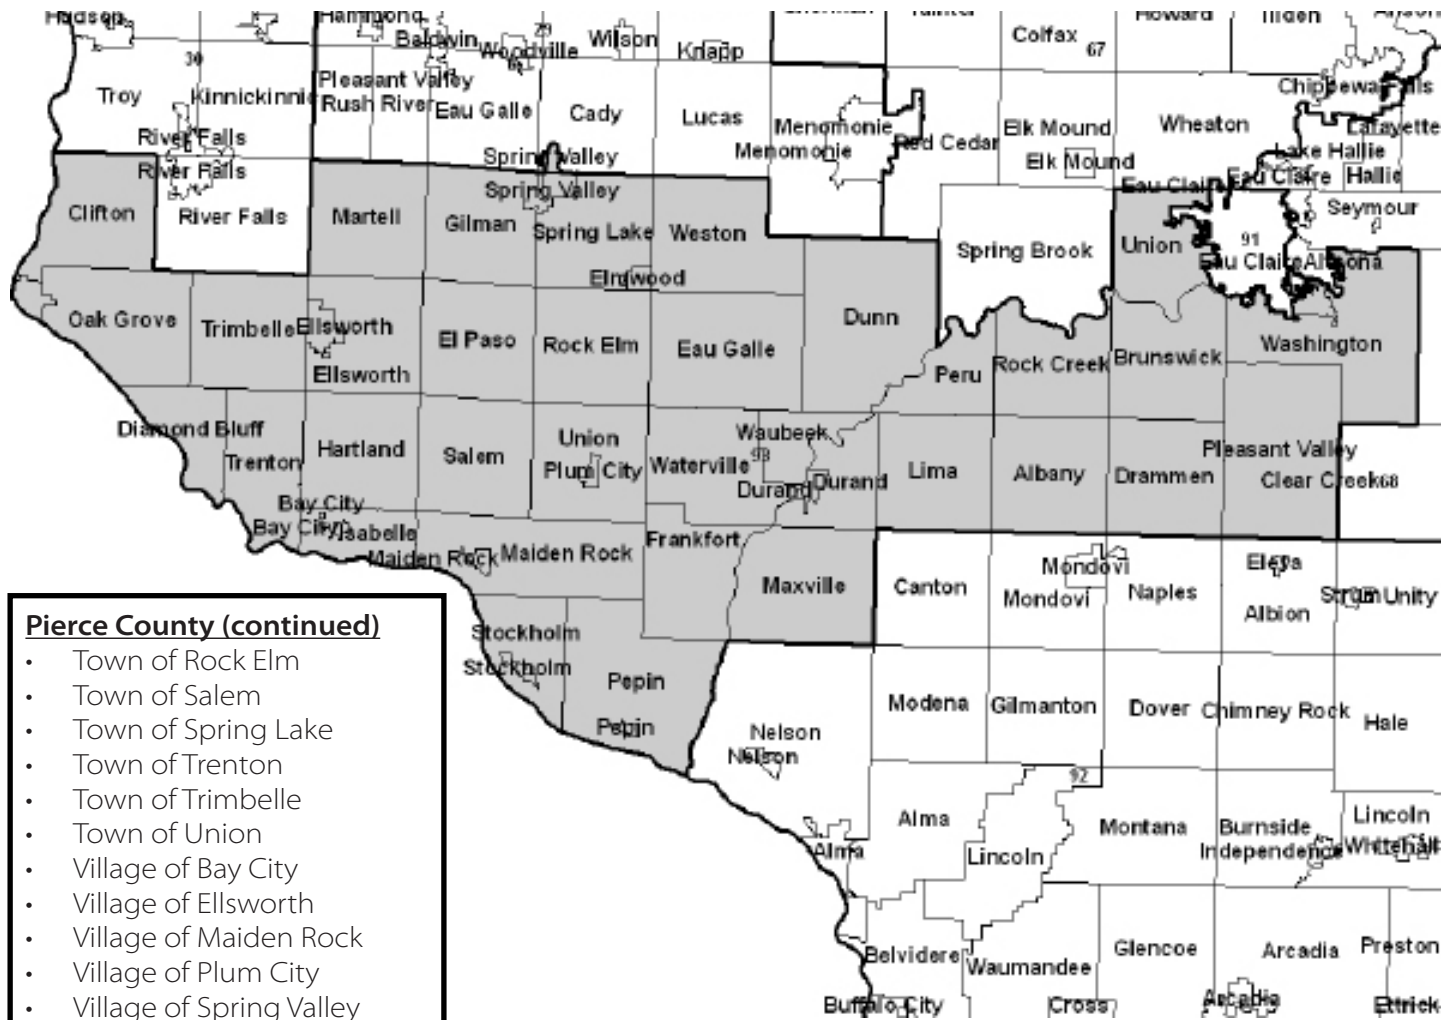 Hudson
Hammond
29
Baldwin
Woodville
Wilson
Knapp
Colfax 67
Howard
Tilden
30
Troy
Kinnickinnic
Pleasant Valley
Rush River
Eau Galle
Cady
Lucas
Menomonie
Menomonie
Red Cedar
Elk Mound
Elk Mound
Wheaton
Chippewa Falls
Lafayette
Lake Hallie
Hallie
River Falls
River Falls
River Falls
Spring Valley
Spring Valley
Eau Claire
Eau Claire
Seymour
Clifton
Martell
Gilman
Spring Lake
Weston
Spring Brook
Union
91
Eau Claire
Altoona
Elmwood
Oak Grove
Trimbelle
Ellsworth
Ellsworth
El Paso
Rock Elm
Eau Galle
Dunn
Peru
Rock Creek
Brunswick
Washington
Diamond Bluff
Trenton
Hartland
Salem
Union
Plum City
Waterville
93
Waubeek
Durand
Durand
Lima
Albany
Drammen
Pleasant Valley
Clear Creek
68
Bay City
Bay City
Isabelle
Maiden Rock
Maiden Rock
Frankfort
Maxville
Canton
Mondovi
Mondovi
Naples
Eleva
Albion
Strum
Unity
Stockholm
Stockholm
Pepin
Pepin
Nelson
Nelson
Modena
Gilmanton
Dover
Chimney Rock
Hale
92
Alma
Alma
Lincoln
Montana
Burnside
Independence
Lincoln
Whitehall
Belvidere
Waumandee
Glencoe
Arcadia
Preston
Buffalo City
Cross
Arcadia
Ettrick
Pierce County (continued)
• Town of Rock Elm
• Town of Salem
• Town of Spring Lake
• Town of Trenton
• Town of Trimbelle
• Town of Union
• Village of Bay City
• Village of Ellsworth
• Village of Maiden Rock
• Village of Plum City
• Village of Spring Valley